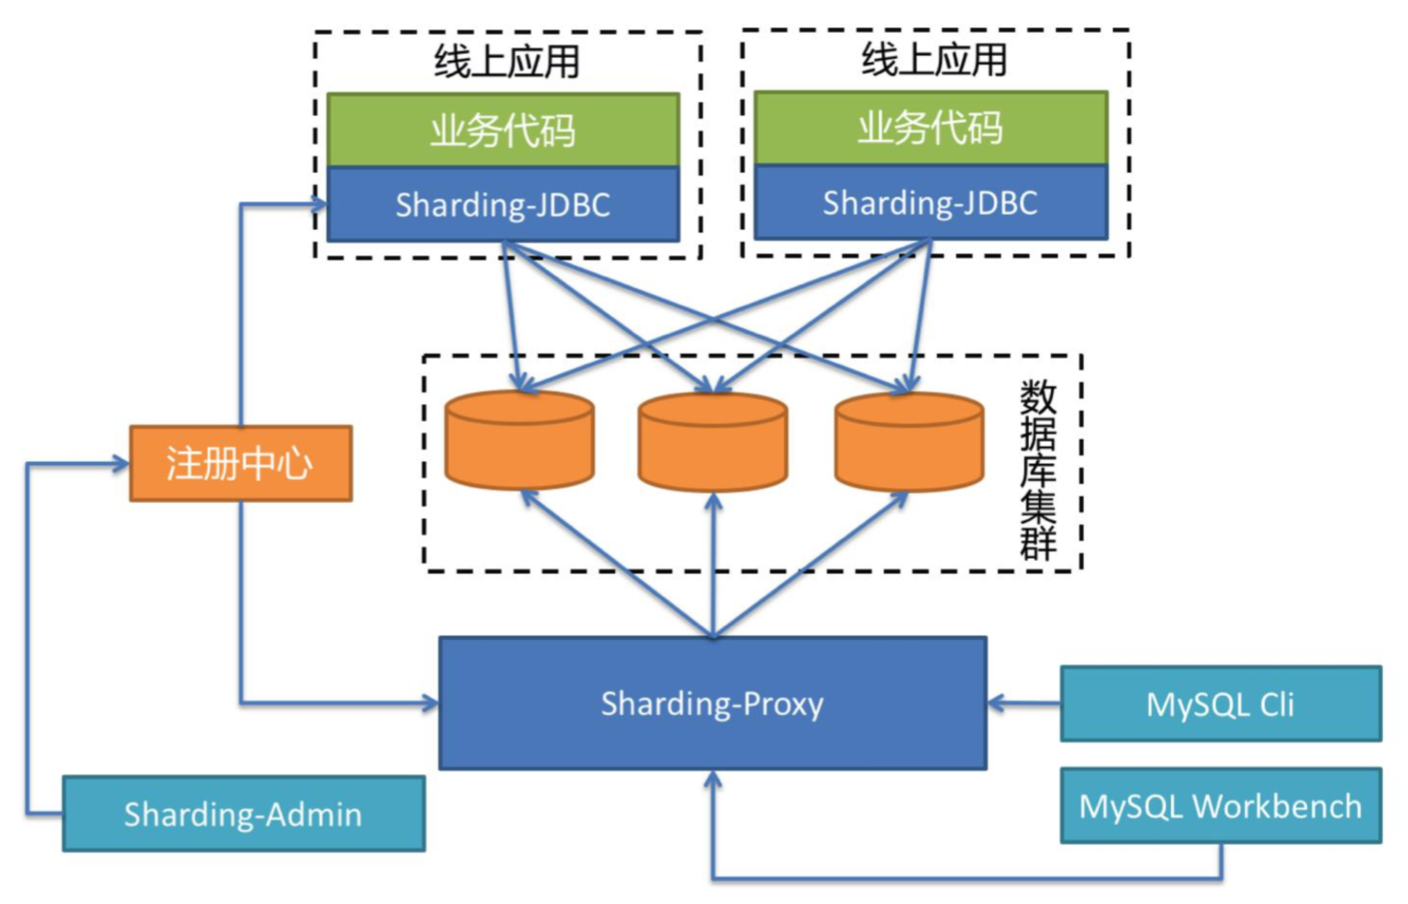 线上应用
业务代码
Sharding-JDBC
线上应用
业务代码
Sharding-JDBC
数据库集群
注册中心
Sharding-Proxy
MySQL Cli
MySQL Workbench
Sharding-Admin